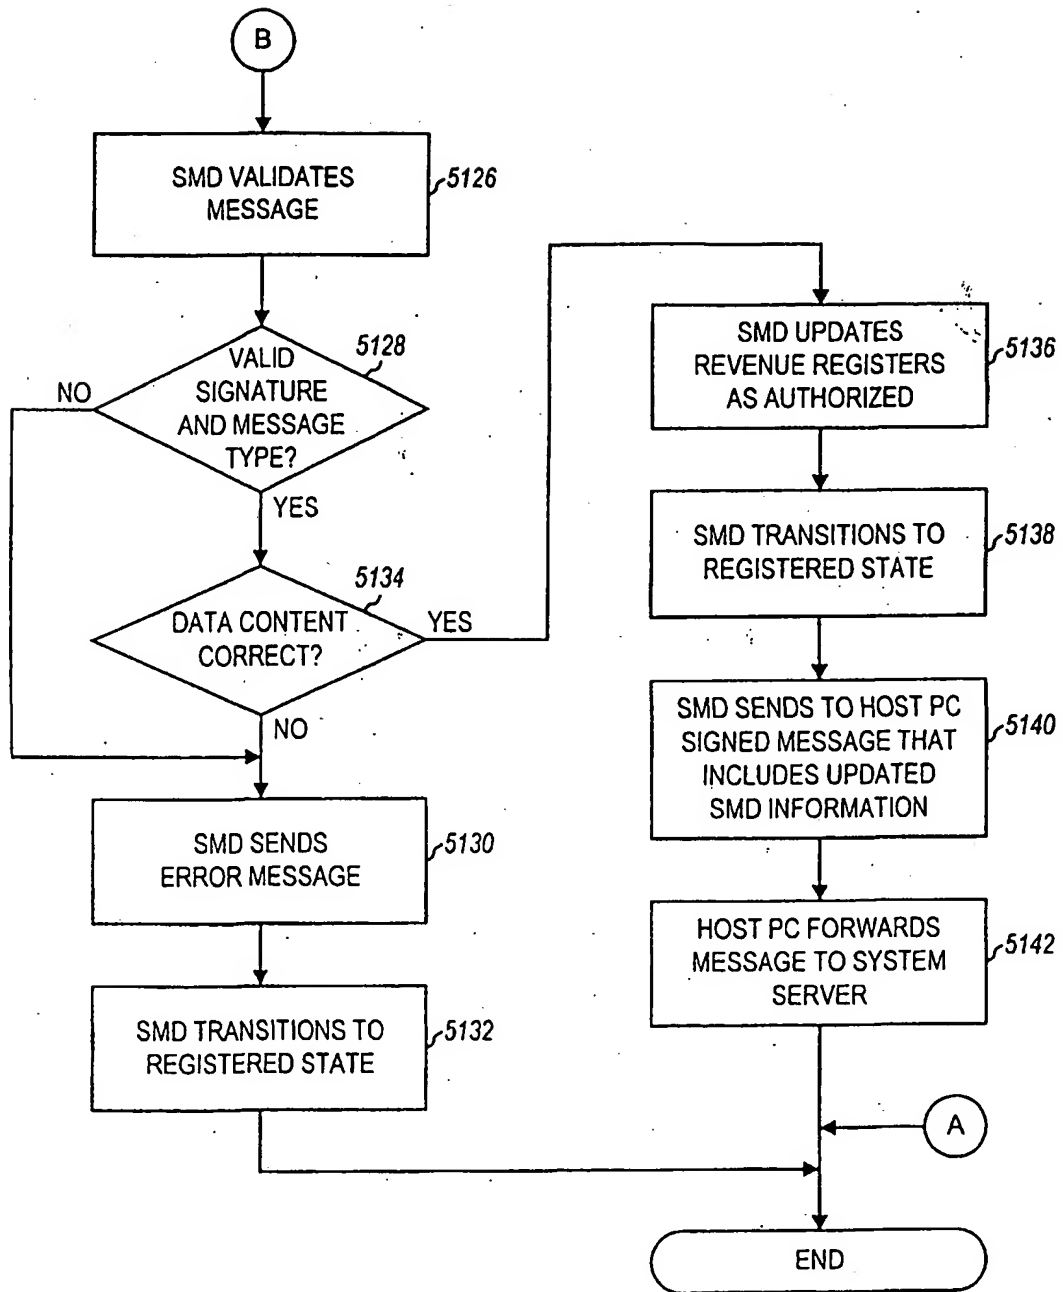 B
SMD VALIDATES
MESSAGE
5126
VALID
SIGNATURE
AND MESSAGE
TYPE?
5128
NO
YES
DATA CONTENT
CORRECT?
5134
YES
NO
SMD SENDS
ERROR MESSAGE
5130
SMD TRANSITIONS TO
REGISTERED STATE
5132
SMD UPDATES
REVENUE REGISTERS
AS AUTHORIZED
5136
SMD TRANSITIONS TO
REGISTERED STATE
5138
SMD SENDS TO HOST PC
SIGNED MESSAGE THAT
INCLUDES UPDATED
SMD INFORMATION
5140
HOST PC FORWARDS
MESSAGE TO SYSTEM
SERVER
5142
A
END